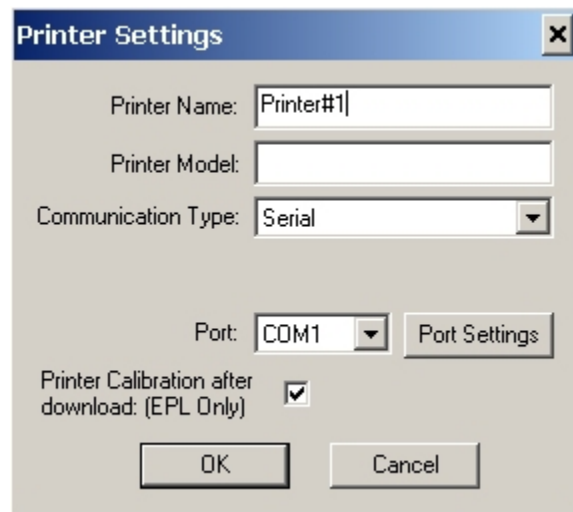 Printer Settings
Printer Name: Printer#1
Printer Model:
Communication Type: Serial
Port: COM1 Port Settings
Printer Calibration after
download: (EPL Only)
OK Cancel